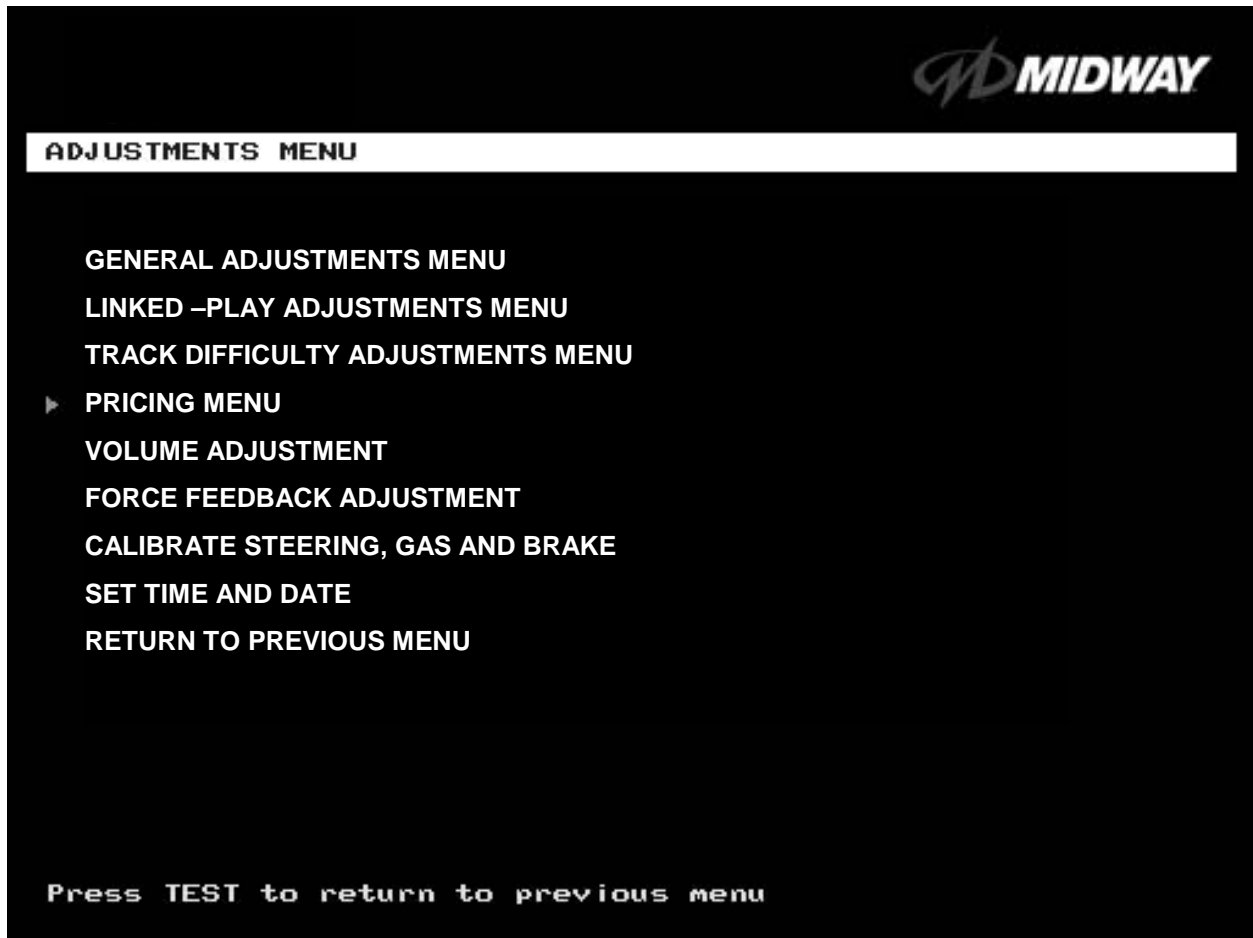 MIDWAY
ADJUSTMENTS MENU
GENERAL ADJUSTMENTS MENU
LINKED –PLAY ADJUSTMENTS MENU
TRACK DIFFICULTY ADJUSTMENTS MENU
PRICING MENU
VOLUME ADJUSTMENT
FORCE FEEDBACK ADJUSTMENT
CALIBRATE STEERING, GAS AND BRAKE
SET TIME AND DATE
RETURN TO PREVIOUS MENU
Press TEST to return to previous menu